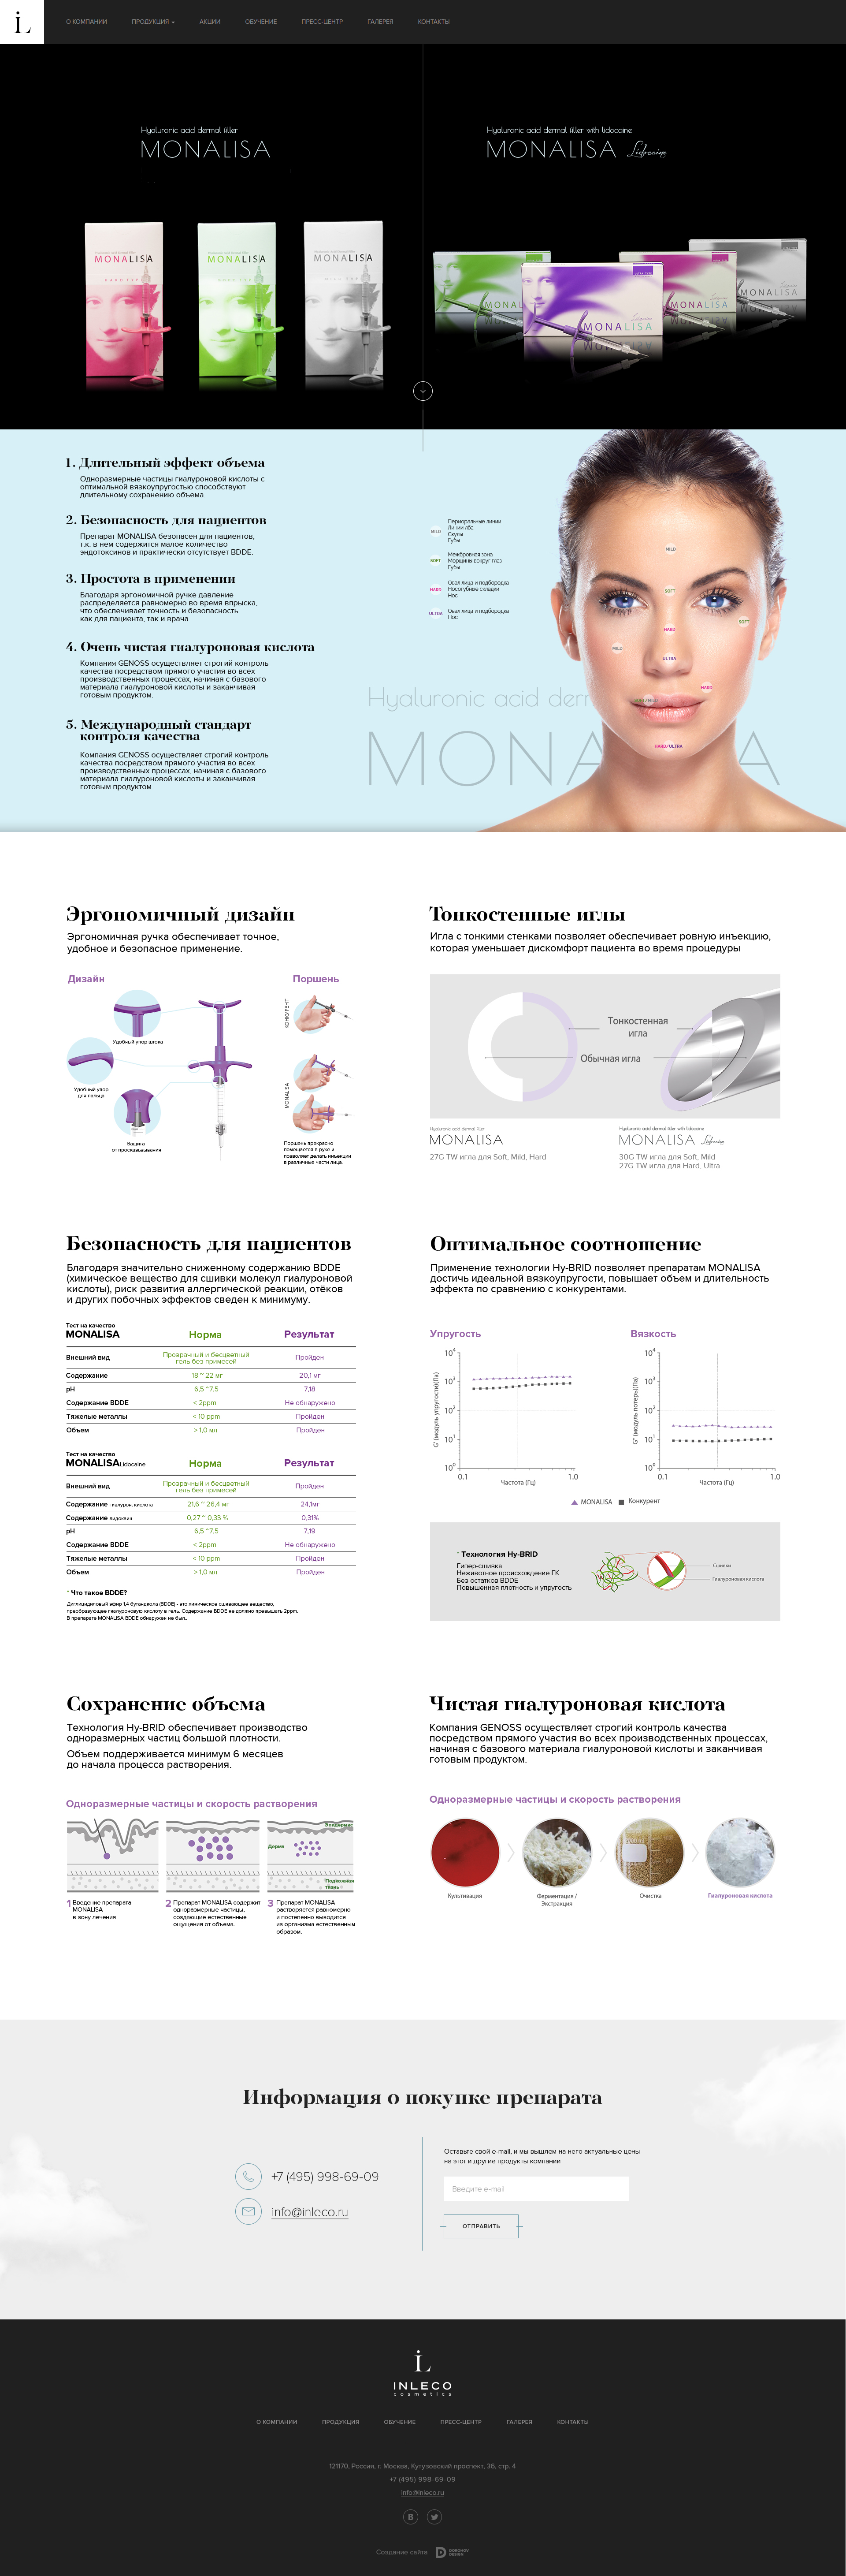 iL
О КОМПАНИИ
ПРОДУКЦИЯ
АКЦИИ
ОБУЧЕНИЕ
ПРЕСС-ЦЕНТР
ГАЛЕРЕЯ
КОНТАКТЫ
Hyaluronic acid dermal filler
MONALISA
Hyaluronic acid dermal filler with lidocaine
MONALISA Lidocaine
MONALISA
MONALISA
MONALISA
MONALISA
MONALISA
MONALISA
MONALISA
1. Длительный эффект объема
Одноразмерные частицы гиалуроновой кислоты с
оптимальной вязкоупругостью способствуют
длительному сохранению объема.
2. Безопасность для пациентов
Препарат MONALISA безопасен для пациентов,
т.к. в нем содержится малое количество
эндотоксинов и практически отсутствует BDDE.
3. Простота в применении
Благодаря эргономичной ручке давление
распределяется равномерно во время впрыска,
что обеспечивает точность и безопасность
как для пациента, так и врача.
4. Очень чистая гиалуроновая кислота
Компания GENOSS осуществляет строгий контроль
качества посредством прямого участия во всех
производственных процессах, начиная с базового
материала гиалуроновой кислоты и заканчивая
готовым продуктом.
5. Международный стандарт
контроля качества
Компания GENOSS осуществляет строгий контроль
качества посредством прямого участия во всех
производственных процессах, начиная с базового
материала гиалуроновой кислоты и заканчивая
готовым продуктом.
MILD
Периоральные линии
Линии лба
Скулы
Губы
SOFT
Межбровная зона
Морщины вокруг глаз
Губы
HARD
Овал лица и подбородка
Носогубные складки
Нос
ULTRA
Овал лица и подбородка
Нос
MILD
SOFT
SOFT
HARD
MILD
ULTRA
HARD
HARD/ULTRA
Hyaluronic acid derm
MONA A
Эргономичный дизайн
Эргономичная ручка обеспечивает точное,
удобное и безопасное применение.
Дизайн
Поршень
Удобный упор штока
Удобный упор
для пальца
Защита
от проскальзывания
КОНКУРЕНТ
MONALISA
Поршень прекрасно
помещается в руке и
позволяет делать инъекции
в различные части лица.
Тонкостенные иглы
Игла с тонкими стенками позволяет обеспечивает ровную инъекцию,
которая уменьшает дискомфорт пациента во время процедуры
Тонкостенная
игла
Обычная игла
Hyaluronic acid dermal filler
MONALISA
27G TW игла для Soft, Mild, Hard
Hyaluronic acid dermal filler with lidocaine
MONALISA Lidocaine
30G TW игла для Soft, Mild
27G TW игла для Hard, Ultra
Безопасность для пациентов
Благодаря значительно сниженному содержанию BDDE
(химическое вещество для сшивки молекул гиалуроновой
кислоты), риск развития аллергической реакции, отёков
и других побочных эффектов сведен к минимуму.
Тест на качество
MONALISA Норма Результат
Внешний вид Прозрачный и бесцветный гель без примесей Пройден
Содержание 18 ~ 22 мг 20,1 мг
pH 6,5 ~7,5 7,18
Содержание BDDE < 2ppm Не обнаружено
Тяжелые металлы < 10 ppm Пройден
Объем > 1,0 мл Пройден
Тест на качество
MONALISALidocaine Норма Результат
Внешний вид Прозрачный и бесцветный гель без примесей Пройден
Содержание гиалурон. кислота 21,6 ~ 26,4 мг 24,1мг
Содержание лидокаин 0,27 ~ 0,33 % 0,31%
pH 6,5 ~7,5 7,19
Содержание BDDE < 2ppm Не обнаружено
Тяжелые металлы < 10 ppm Пройден
Объем > 1,0 мл Пройден
* Что такое BDDE?
Диглицидиловый эфир 1,4 бутандиола (BDDE) - это химическое сшивающее вещество,
преобразующее гиалуроновую кислоту в гель. Содержание BDDE не должно превышать 2ppm.
В препарате MONALISA BDDE обнаружен не был..
Оптимальное соотношение
Применение технологии Hy-BRID позволяет препаратам MONALISA
достичь идеальной вязкоупругости, повышает объем и длительность
эффекта по сравнению с конкурентами.
Упругость
Вязкость
G' (модуль упругости)(Па)
10⁴
10³
10²
10¹
10⁰
0.1
1.0
Частота (Гц)
G" (модуль потерь)(Па)
10⁴
10³
10²
10¹
10⁰
0.1
1.0
Частота (Гц)
MONALISA
Конкурент
* Технология Hy-BRID
Гипер-сшивка
Неживотное происхождение ГК
Без остатков BDDE
Повышенная плотность и упругость
Сшивки
Гиалуроновая кислота
Сохранение объема
Технология Hy-BRID обеспечивает производство
одноразмерных частиц большой плотности.
Объем поддерживается минимум 6 месяцев
до начала процесса растворения.
Одноразмерные частицы и скорость растворения
Эпидермис
Дерма
Подкожная
ткань
1 Введение препарата
MONALISA
в зону лечения
2 Препарат MONALISA содержит
одноразмерные частицы,
создающие естественные
ощущения от объема.
3 Препарат MONALISA
растворяется равномерно
и постепенно выводится
из организма естественным
образом.
Чистая гиалуроновая кислота
Компания GENOSS осуществляет строгий контроль качества
посредством прямого участия во всех производственных процессах,
начиная с базового материала гиалуроновой кислоты и заканчивая
готовым продуктом.
Одноразмерные частицы и скорость растворения
Культивация
Ферментация /
Экстракция
Очистка
Гиалуроновая кислота
Информация о покупке препарата
+7 (495) 998-69-09
info@inleco.ru
Оставьте свой e-mail, и мы вышлем на него актуальные цены
на этот и другие продукты компании
Введите e-mail
ОТПРАВИТЬ
iL
INLECO
cosmetics
О КОМПАНИИ
ПРОДУКЦИЯ
ОБУЧЕНИЕ
ПРЕСС-ЦЕНТР
ГАЛЕРЕЯ
КОНТАКТЫ
121170, Россия, г. Москва, Кутузовский проспект, 36, стр. 4
+7 (495) 998-69-09
info@inleco.ru
Создание сайта